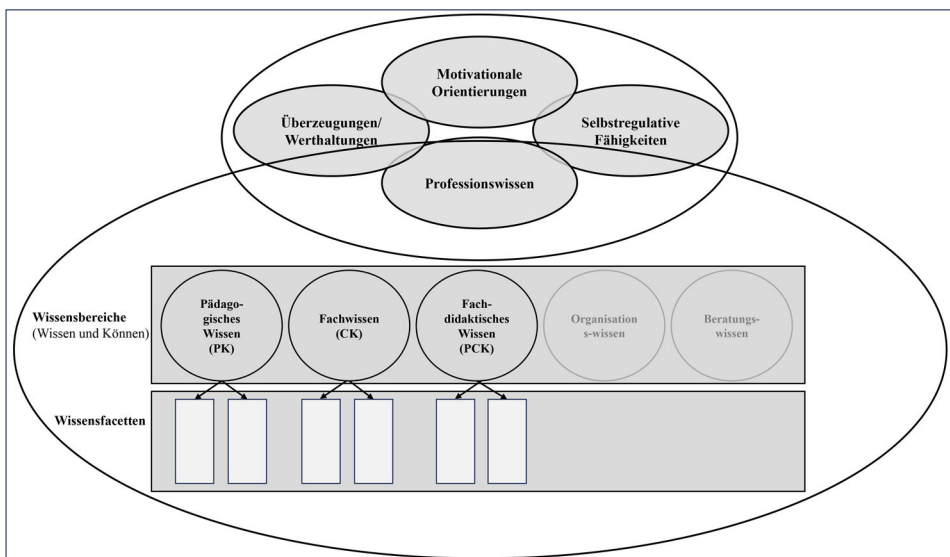 Motivationale
Orientierungen
Überzeugungen/
Werthaltungen
Selbstregulative
Fähigkeiten
Professionswissen
Wissensbereiche
(Wissen und Können)
Pädago-
gisches
Wissen
(PK)
Fachwissen
(CK)
Fach-
didaktisches
Wissen
(PCK)
Organisation
s-wissen
Beratungs-
wissen
Wissensfacetten